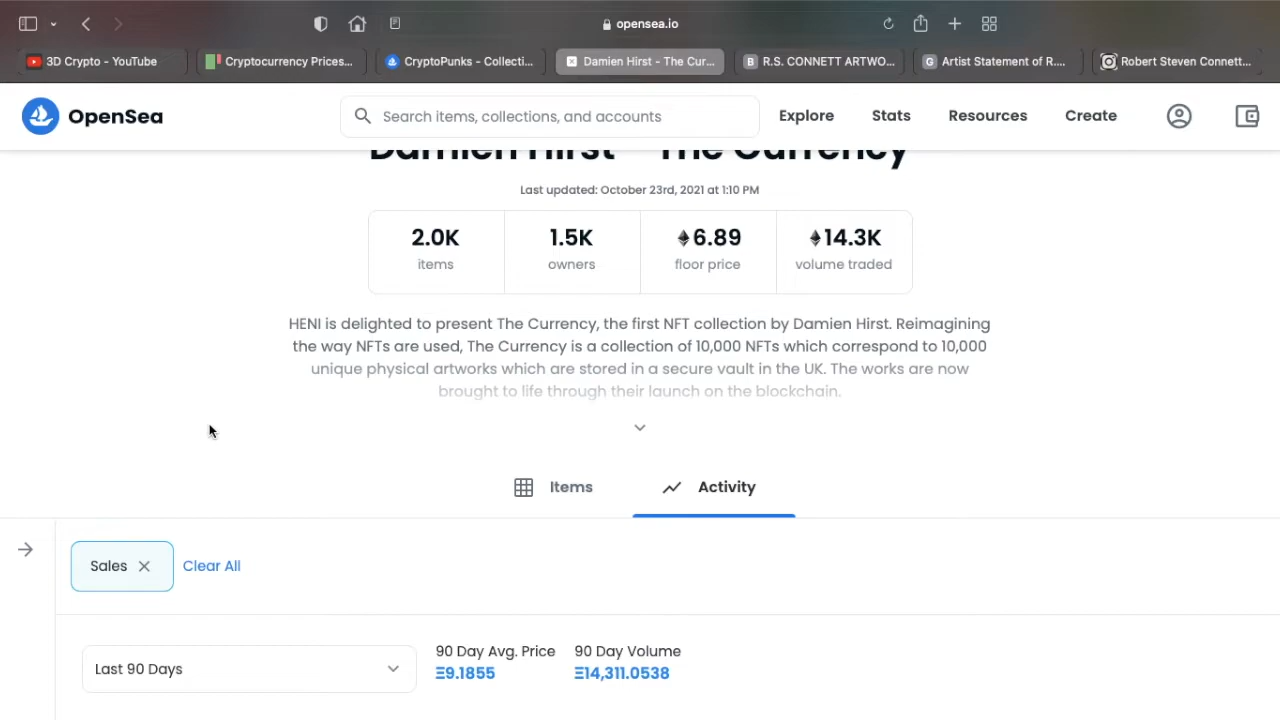 opensea.io
3D Crypto - YouTube
Cryptocurrency Prices...
CryptoPunks - Collecti...
Damien Hirst - The Cur...
B R.S. CONNETT ARTWO...
G Artist Statement of R....
Robert Steven Connett...
OpenSea
Search items, collections, and accounts
Explore
Stats
Resources
Create
Damien Hirst - The Currency
Last updated: October 23rd, 2021 at 1:10 PM
2.0K
items
1.5K
owners
6.89
floor price
14.3K
volume traded
HENI is delighted to present The Currency, the first NFT collection by Damien Hirst. Reimagining
the way NFTs are used, The Currency is a collection of 10,000 NFTs which correspond to 10,000
unique physical artworks which are stored in a secure vault in the UK. The works are now
brought to life through their launch on the blockchain.
Items
Activity
Sales
Clear All
Last 90 Days
90 Day Avg. Price
Ξ9.1855
90 Day Volume
Ξ14,311.0538